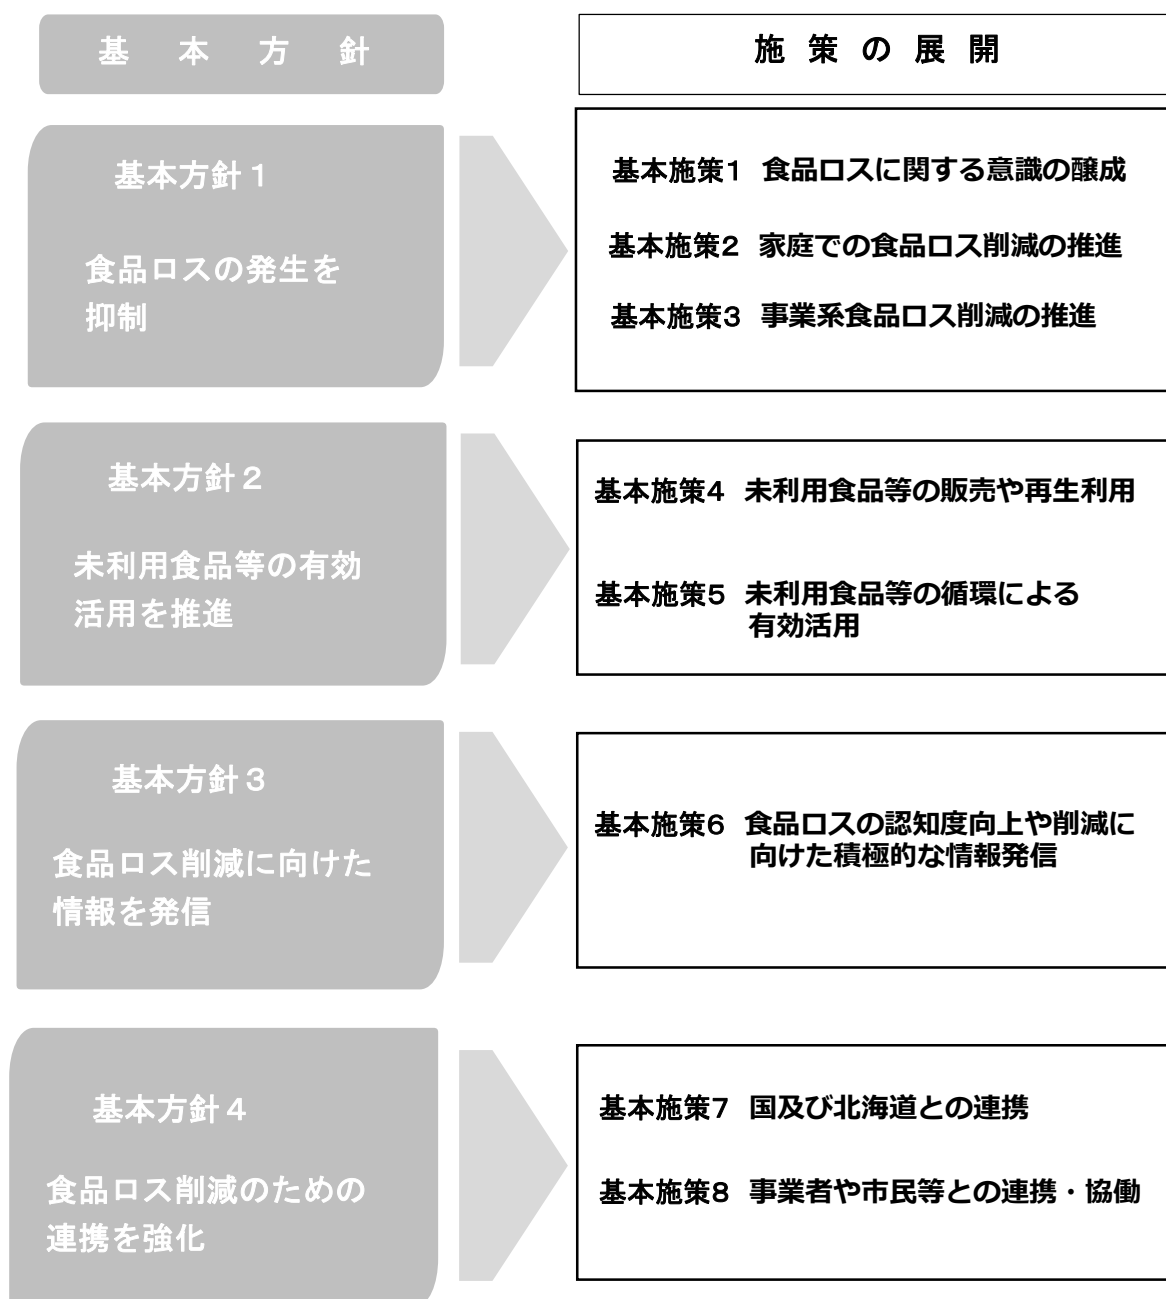 基本方針
施策の展開
基本方針1
食品ロスの発生を
抑制
基本施策1 食品ロスに関する意識の醸成
基本施策2 家庭での食品ロス削減の推進
基本施策3 事業系食品ロス削減の推進
基本方針2
未利用食品等の有効
活用を推進
基本施策4 未利用食品等の販売や再生利用
基本施策5 未利用食品等の循環による
有効活用
基本方針3
食品ロス削減に向けた
情報を発信
基本施策6 食品ロスの認知度向上や削減に
向けた積極的な情報発信
基本方針4
食品ロス削減のための
連携を強化
基本施策7 国及び北海道との連携
基本施策8 事業者や市民等との連携・協働